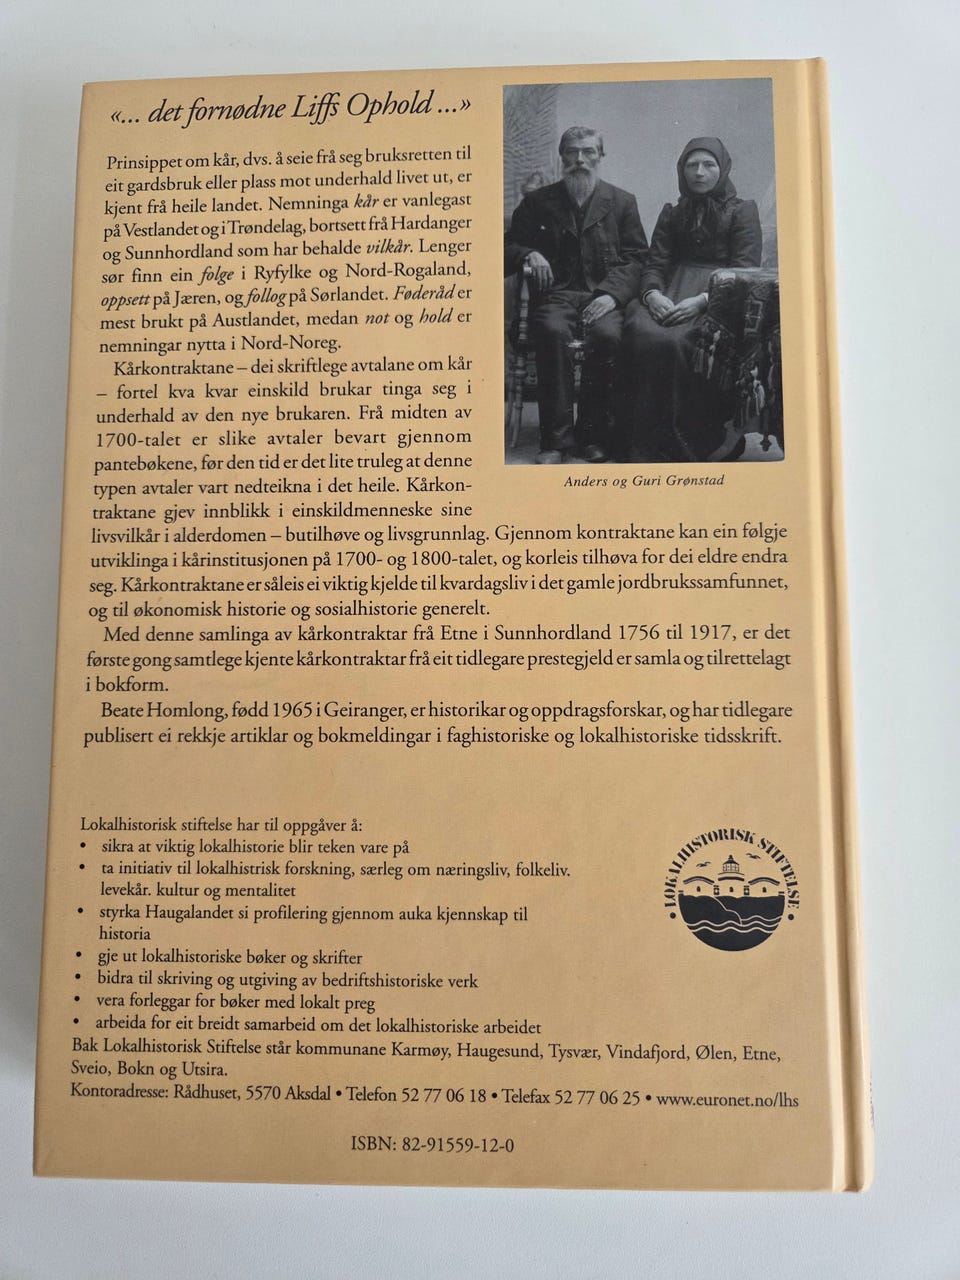 «... det fornødne Liffs Ophold ...»
Prinsippet om kår, dvs. å seie frå seg bruksretten til
eit gardsbruk eller plass mot underhald livet ut, er
kjent frå heile landet. Nemninga kår er vanlegast
på Vestlandet og i Trøndelag, bortsett frå Hardanger
og Sunnhordland som har behalde vilkår. Lenger
sør finn ein folge i Ryfylke og Nord-Rogaland,
oppsett på Jæren, og follog på Sørlandet. Føderåd er
mest brukt på Austlandet, medan not og hold er
nemningar nytta i Nord-Noreg.
Kårkontraktane – dei skriftlege avtalane om kår
– fortel kva kvar einskild brukar tinga seg i
underhald av den nye brukaren. Frå midten av
1700-talet er slike avtaler bevart gjennom
pantebøkene, før den tid er det lite truleg at denne
typen avtaler vart nedteikna i det heile. Kårkon-
traktane gjev innblikk i einskildmenneske sine
livsvilkår i alderdomen – butilhøve og livsgrunnlag. Gjennom kontraktane kan ein følgje
utviklinga i kårinstitusjonen på 1700- og 1800-talet, og korleis tilhøva for dei eldre endra
seg. Kårkontraktane er såleis ei viktig kjelde til kvardagsliv i det gamle jordbrukssamfunnet,
og til økonomisk historie og sosialhistorie generelt.
Med denne samlinga av kårkontraktar frå Etne i Sunnhordland 1756 til 1917, er det
første gong samtlege kjente kårkontraktar frå eit tidlegare prestegjeld er samla og tilrettelagt
i bokform.
Beate Homlong, fødd 1965 i Geiranger, er historikar og oppdragsforskar, og har tidlegare
publisert ei rekkje artiklar og bokmeldingar i faghistoriske og lokalhistoriske tidsskrift.
Anders og Guri Grønstad
Lokalhistorisk stiftelse har til oppgåver å:
• sikra at viktig lokalhistorie blir teken vare på
• ta initiativ til lokalhistrisk forskning, særleg om næringsliv, folkeliv.
levekår. kultur og mentalitet
• styrka Haugalandet si profilering gjennom auka kjennskap til
historia
• gje ut lokalhistoriske bøker og skrifter
• bidra til skriving og utgiving av bedriftshistoriske verk
• vera forleggar for bøker med lokalt preg
• arbeida for eit breidt samarbeid om det lokalhistoriske arbeidet
• LOKALHISTORISK STIFTELSE •
Bak Lokalhistorisk Stiftelse står kommunane Karmøy, Haugesund, Tysvær, Vindafjord, Ølen, Etne,
Sveio, Bokn og Utsira.
Kontoradresse: Rådhuset, 5570 Aksdal • Telefon 52 77 06 18 • Telefax 52 77 06 25 • www.euronet.no/lhs
ISBN: 82-91559-12-0